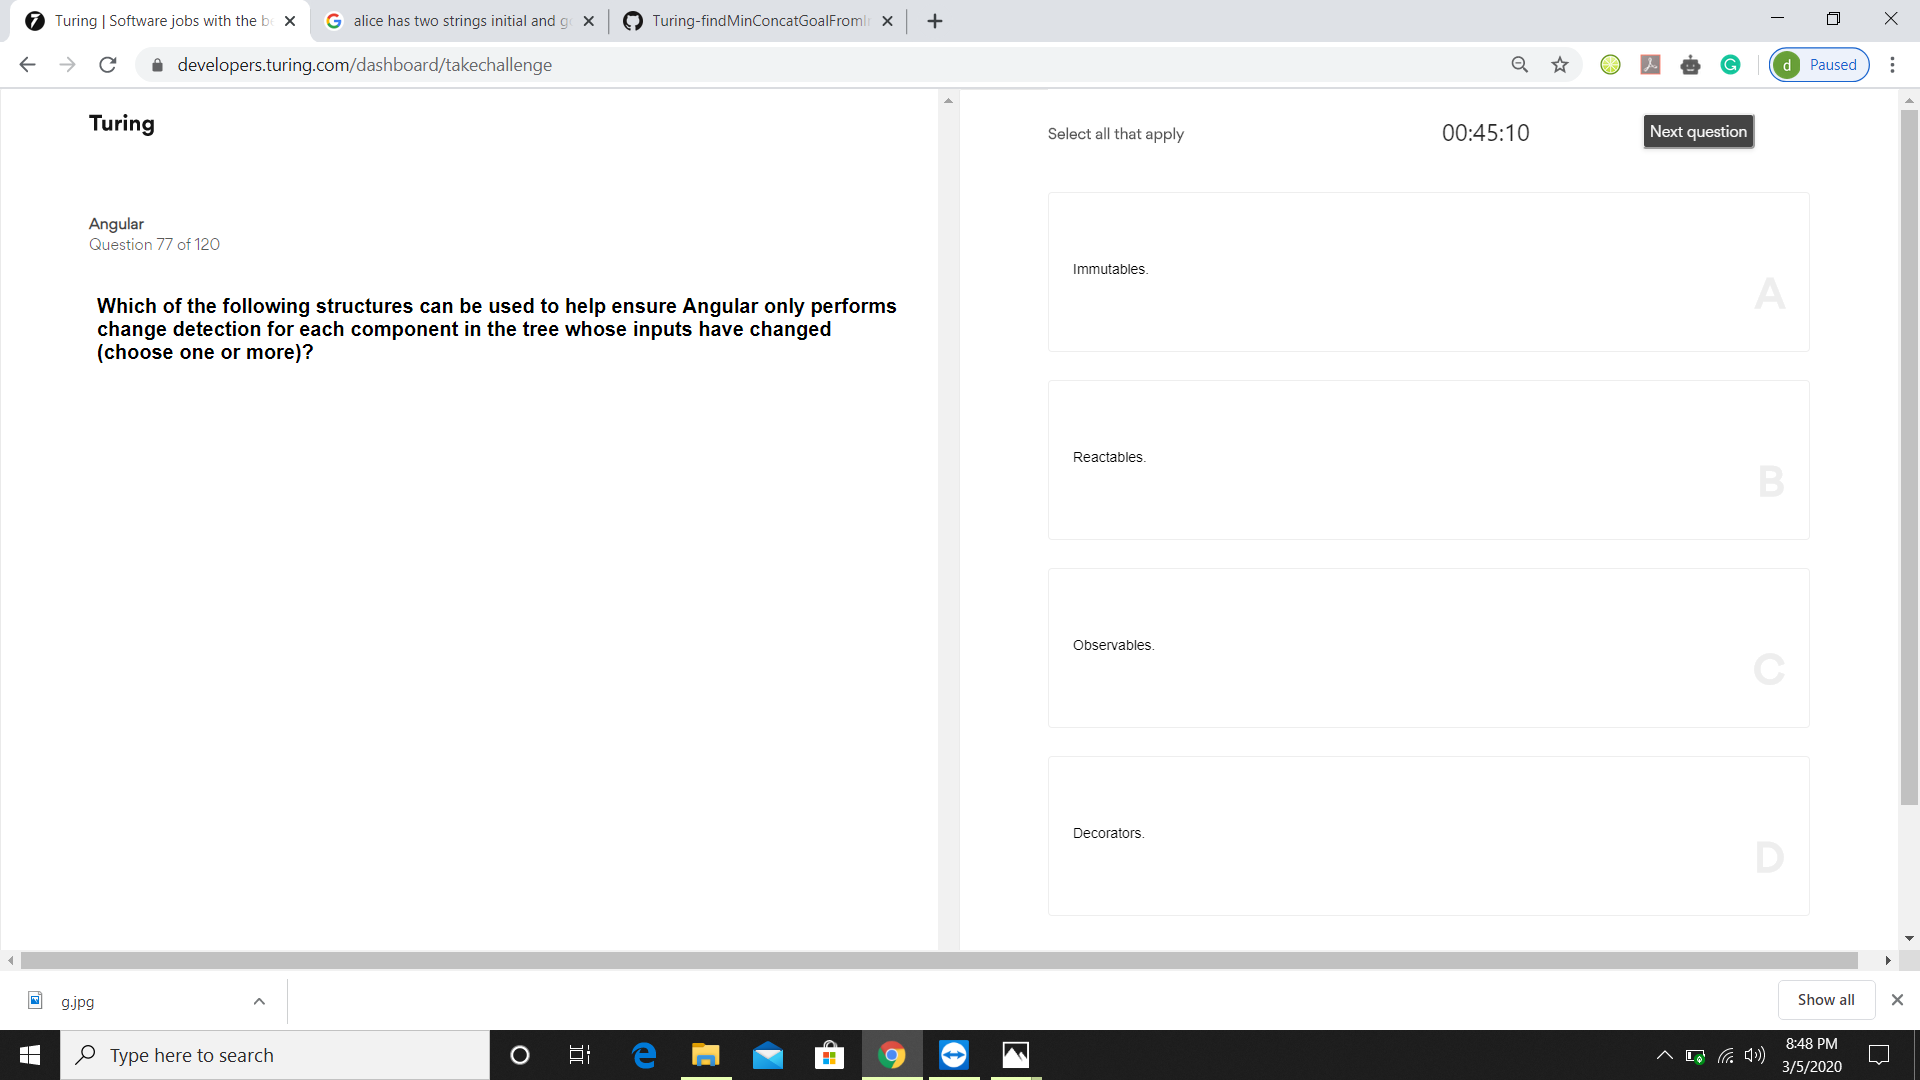 Turing | Software jobs with the b
alice has two strings initial and g
Turing-findMinConcatGoalFromI
developers.turing.com/dashboard/takechallenge
d Paused
Turing
Select all that apply
00:45:10
Next question
Angular
Question 77 of 120
Which of the following structures can be used to help ensure Angular only performs
change detection for each component in the tree whose inputs have changed
(choose one or more)?
Immutables.
A
Reactables.
B
Observables.
C
Decorators.
D
g.jpg
Show all
Type here to search
8:48 PM
3/5/2020